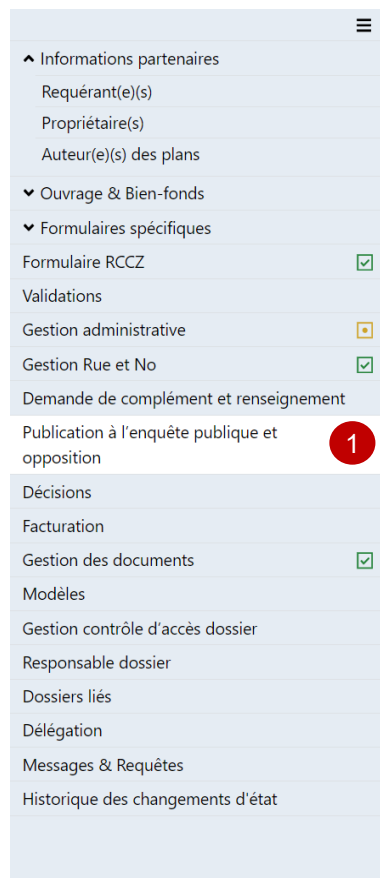 Informations partenaires
Requérant(e)(s)
Propriétaire(s)
Auteur(e)(s) des plans
Ouvrage & Bien-fonds
Formulaires spécifiques
Formulaire RCCZ
Validations
Gestion administrative
Gestion Rue et No
Demande de complément et renseignement
Publication à l'enquête publique et
opposition
1
Décisions
Facturation
Gestion des documents
Modèles
Gestion contrôle d'accès dossier
Responsable dossier
Dossiers liés
Délégation
Messages & Requêtes
Historique des changements d'état